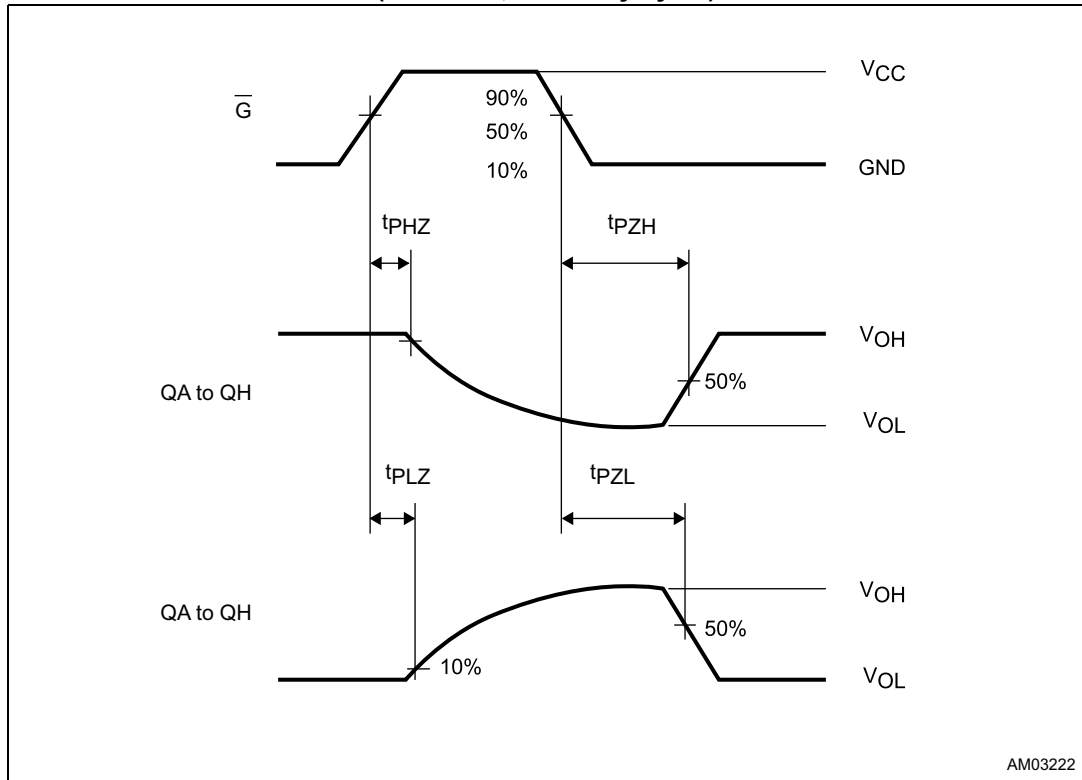 V_CC
G̅
90%
50%
10%
GND
t_PHZ
t_PZH
V_OH
QA to QH
50%
V_OL
t_PLZ
t_PZL
V_OH
QA to QH
50%
10%
V_OL
AM03222